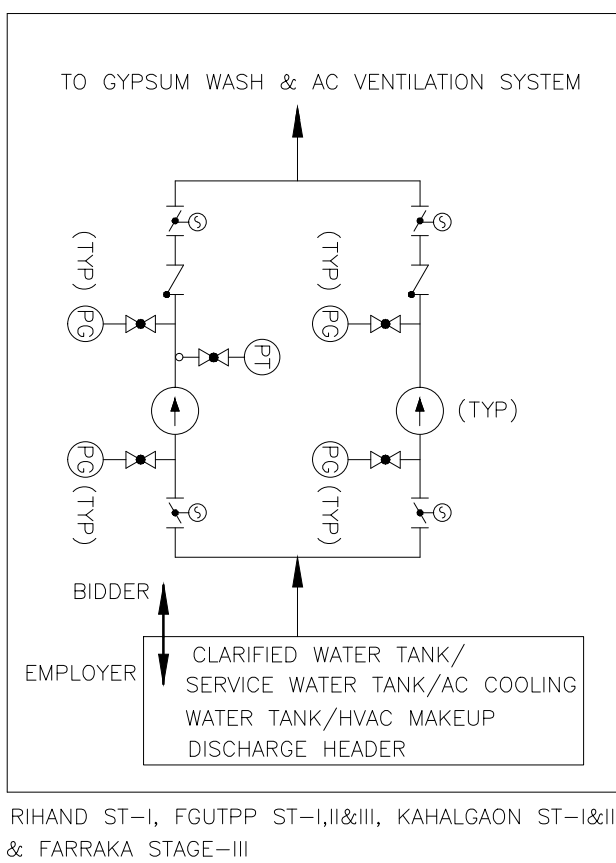 TO GYPSUM WASH & AC VENTILATION SYSTEM
S
S
(TYP)
(TYP)
PG
PG
PT
(TYP)
PG
PG
(TYP)
(TYP)
S
S
BIDDER
EMPLOYER
CLARIFIED WATER TANK/
SERVICE WATER TANK/AC COOLING
WATER TANK/HVAC MAKEUP
DISCHARGE HEADER
RIHAND ST-I, FGUTPP ST-I,II&III, KAHALGAON ST-I&II
& FARRAKA STAGE-III